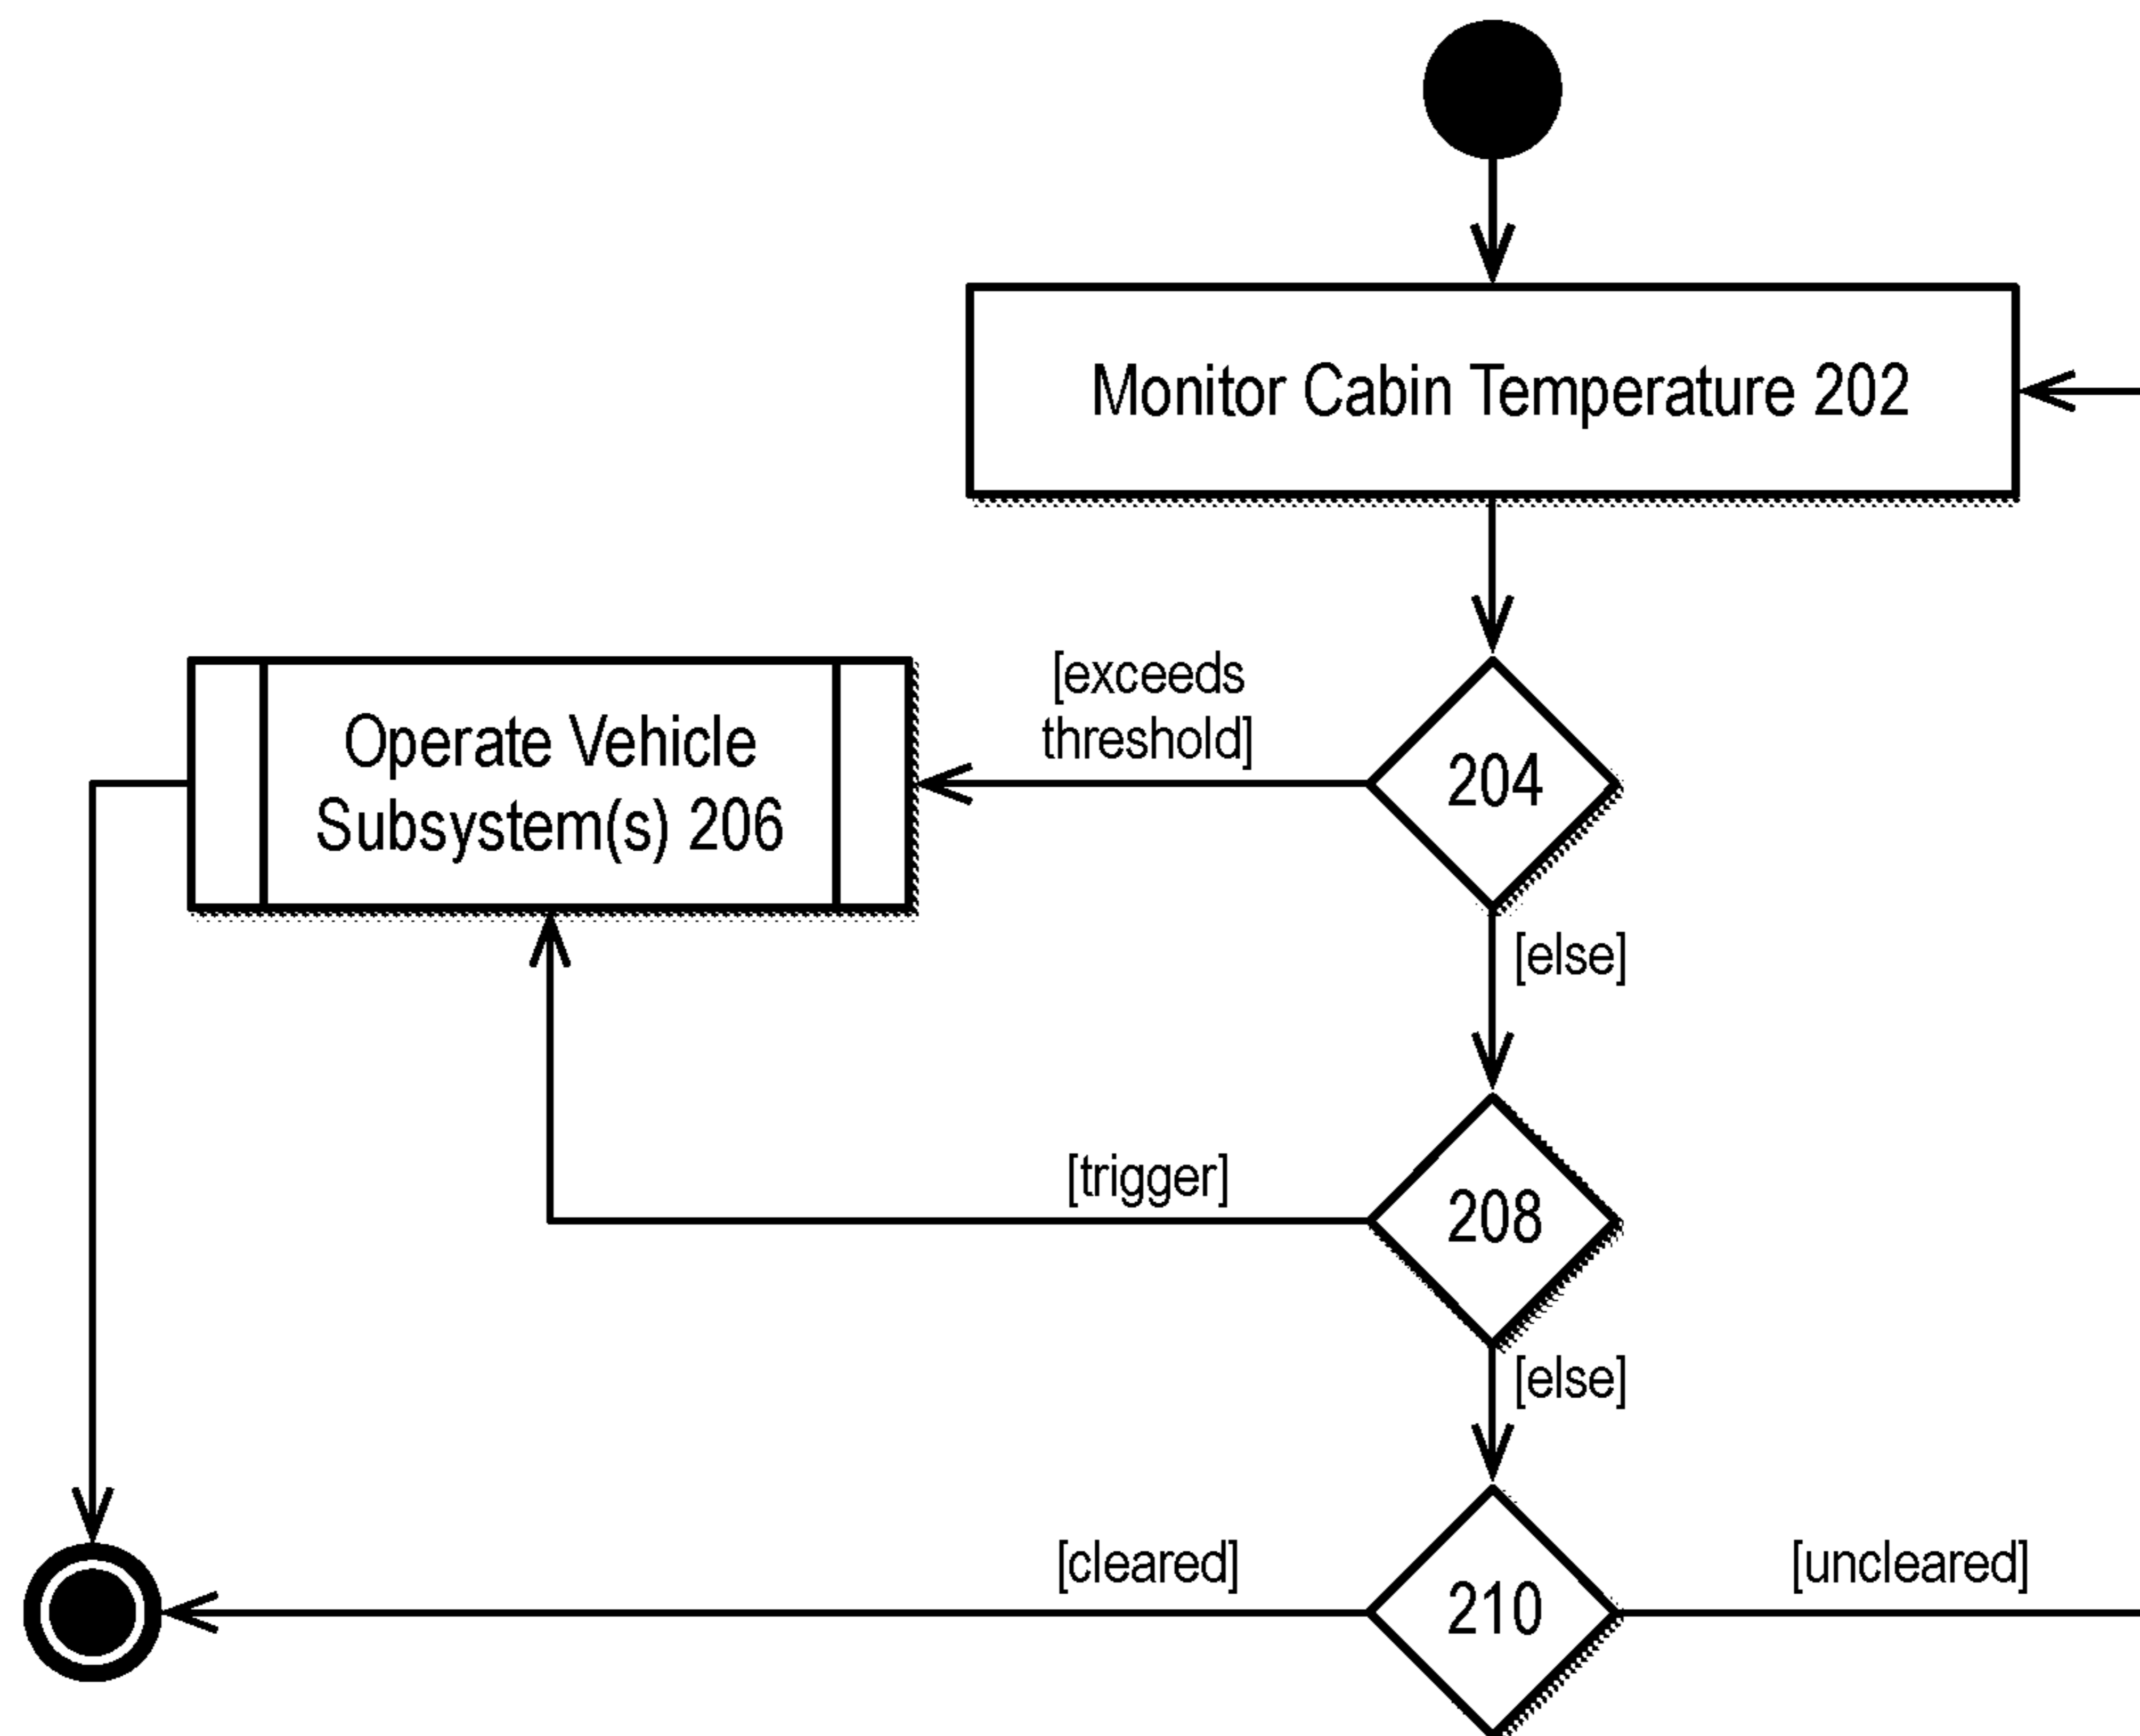 Monitor Cabin Temperature 202
[exceeds
threshold]
Operate Vehicle
Subsystem(s) 206
204
[else]
[trigger]
208
[else]
[cleared]
210
[uncleared]